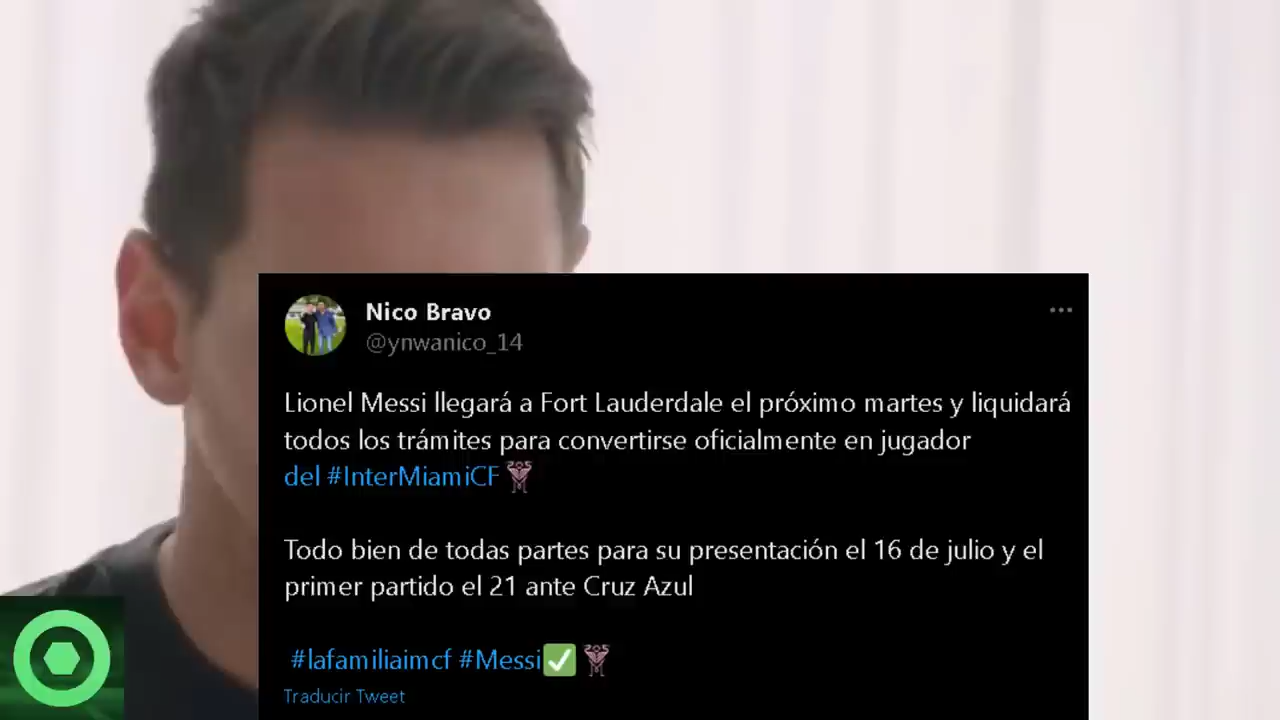 Nico Bravo
@ynwanico_14
Lionel Messi llegará a Fort Lauderdale el próximo martes y liquidará
todos los trámites para convertirse oficialmente en jugador
del #InterMiamiCF
Todo bien de todas partes para su presentación el 16 de julio y el
primer partido el 21 ante Cruz Azul
#lafamiliaimcf #Messi✅
Traducir Tweet